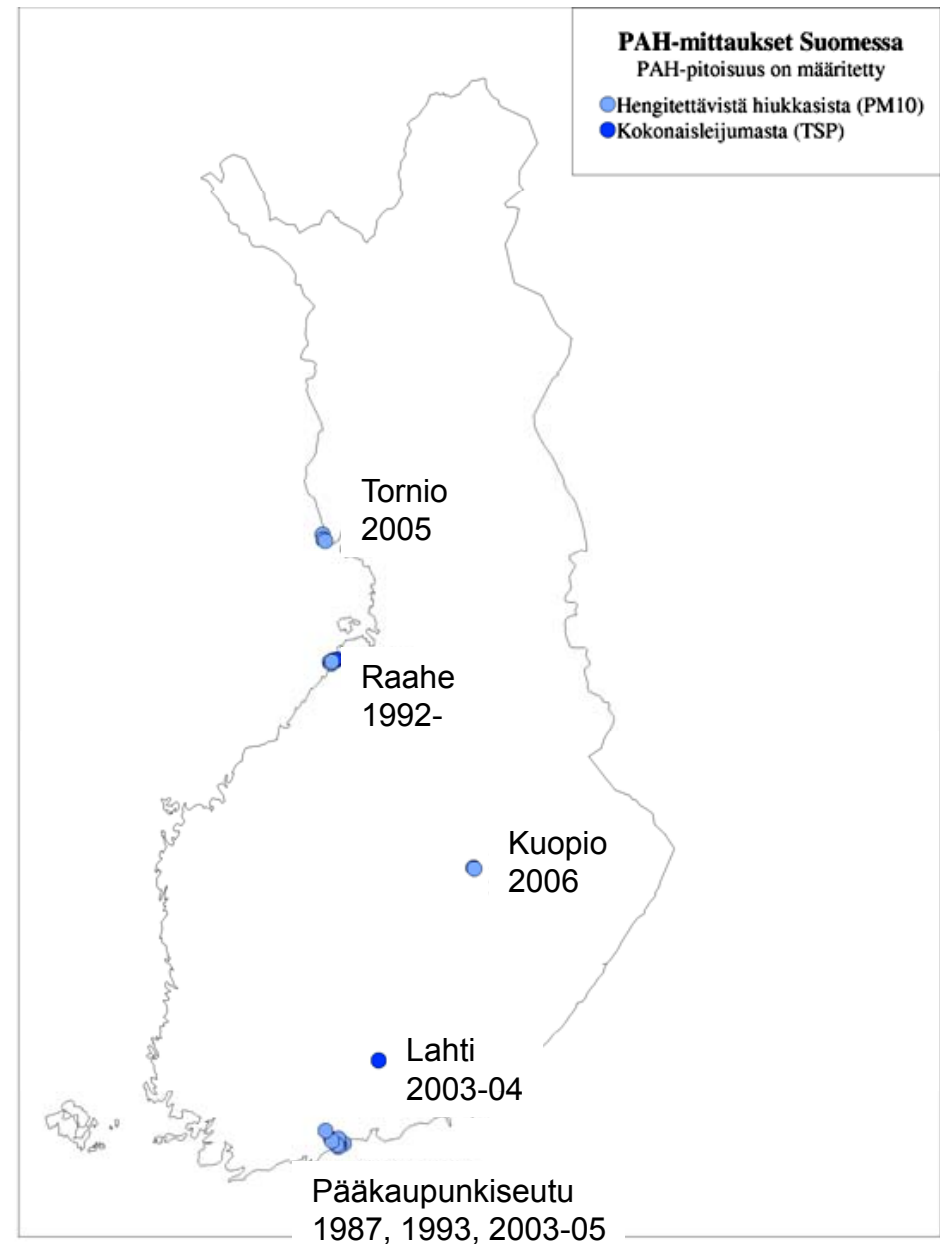 PAH-mittaukset Suomessa
PAH-pitoisuus on määritetty
Hengitettävistä hiukkasista (PM10)
Kokonaisleijumasta (TSP)
Tornio
2005
Raahe
1992-
Kuopio
2006
Lahti
2003-04
Pääkaupunkiseutu
1987, 1993, 2003-05